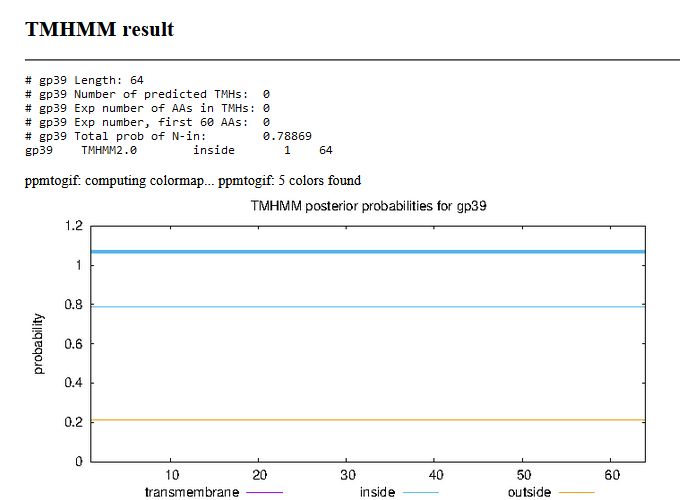 TMHMM result
# gp39 Length: 64
# gp39 Number of predicted TMHs:  0
# gp39 Exp number of AAs in TMHs: 0
# gp39 Exp number, first 60 AAs:  0
# gp39 Total prob of N-in:        0.78869
gp39    TMHMM2.0        inside       1    64
ppmtogif: computing colormap... ppmtogif: 5 colors found
TMHMM posterior probabilities for gp39
1.2
1
0.8
0.6
0.4
0.2
0
probability
10 20 30 40 50 60
transmembrane inside outside